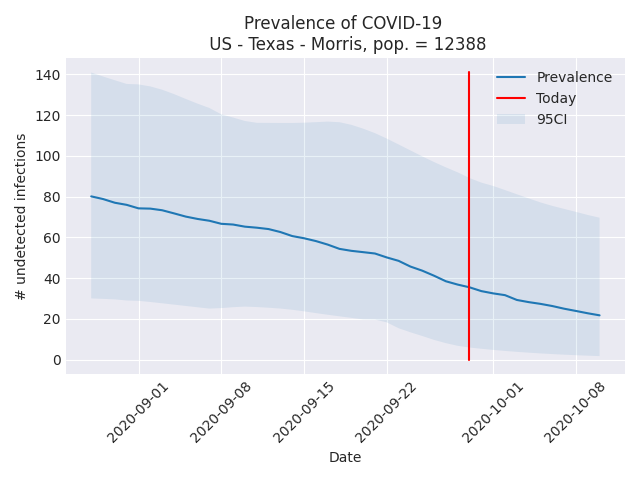 Prevalence of COVID-19
US - Texas - Morris, pop. = 12388
Prevalence
Today
95CI
# undetected infections
140
120
100
80
60
40
20
0
2020-09-01
2020-09-08
2020-09-15
2020-09-22
2020-10-01
2020-10-08
Date